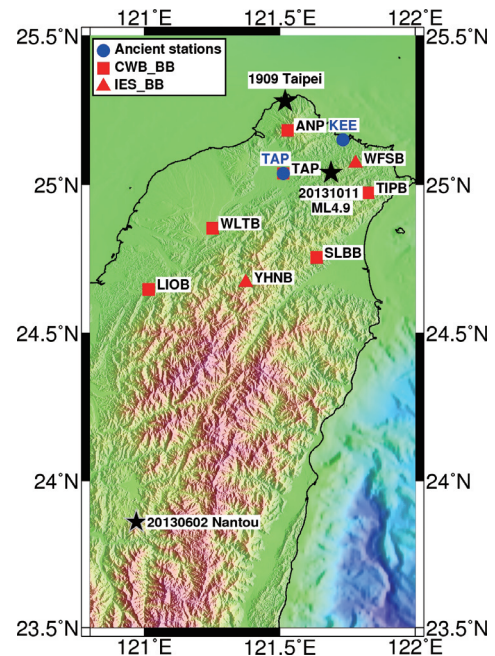 121˚E 121.5˚E 122˚E
25.5˚N 25.5˚N
Ancient stations
CWB_BB
IES_BB
1909 Taipei
ANP KEE
TAP TAP WFSB
25˚N 25˚N
20131011 TIPB
ML4.9
WLTB
SLBB
LIOB YHNB
24.5˚N 24.5˚N
24˚N 24˚N
20130602 Nantou
23.5˚N 23.5˚N
121˚E 121.5˚E 122˚E